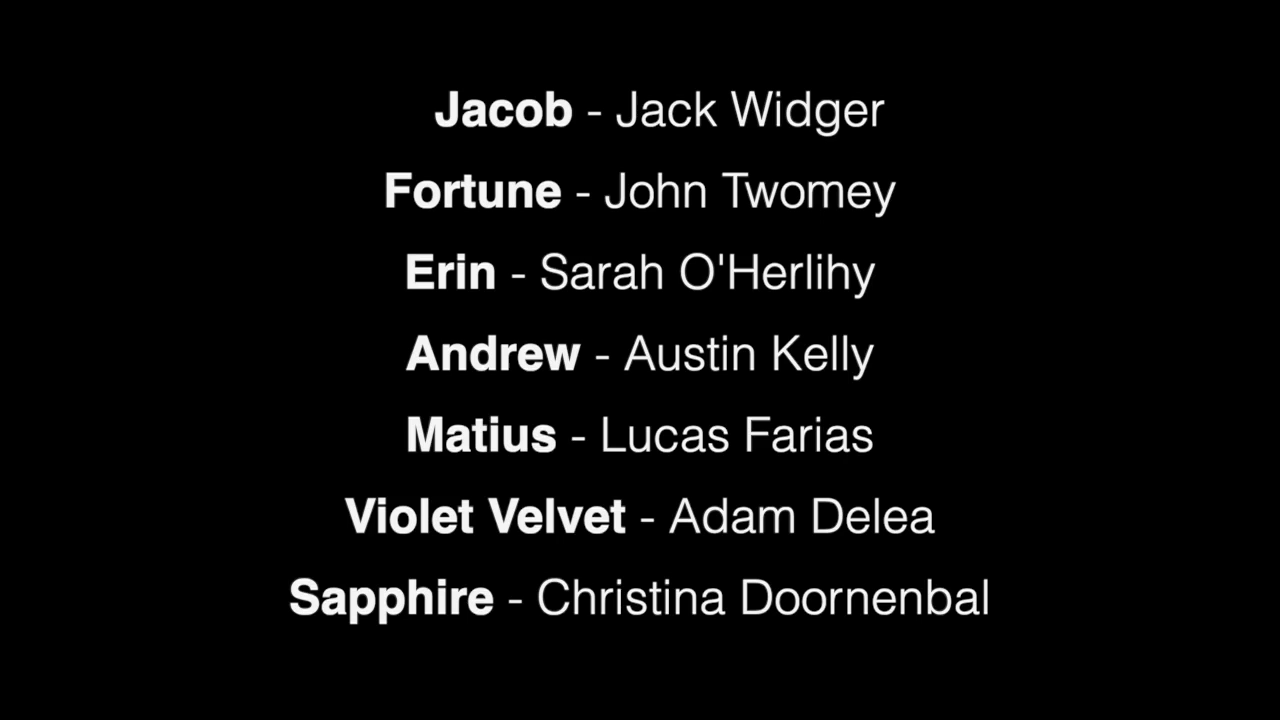 Jacob - Jack Widger
Fortune - John Twomey
Erin - Sarah O'Herlihy
Andrew - Austin Kelly
Matius - Lucas Farias
Violet Velvet - Adam Delea
Sapphire - Christina Doornenbal